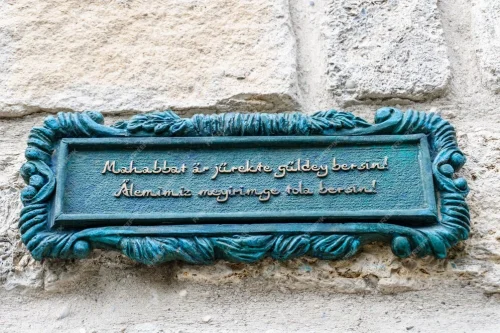 Mahabbat är jürekte güldey bersin!
Älemimiz meyirimge tola bersin!